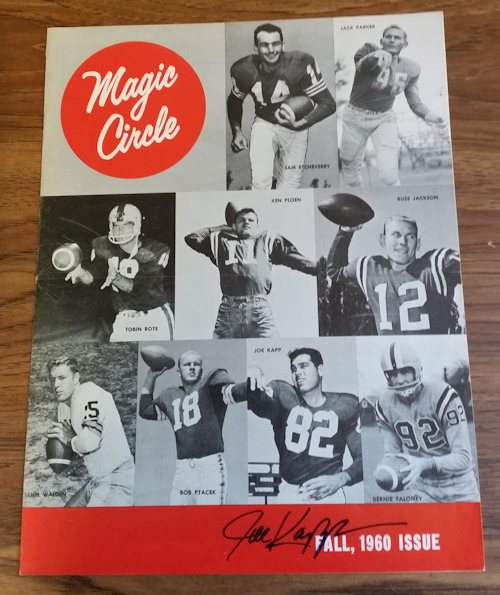 Magic
Circle
JACK PARKER
14
SAM ETCHEVERRY
KEN PLOEN
RUSS JACKSON
11
12
TOBIN ROTE
JOE KAPP
18
82
92
JIM WALDEN
BOB PTACEK
BERNIE FALONEY
Joe Kapp
FALL, 1960 ISSUE